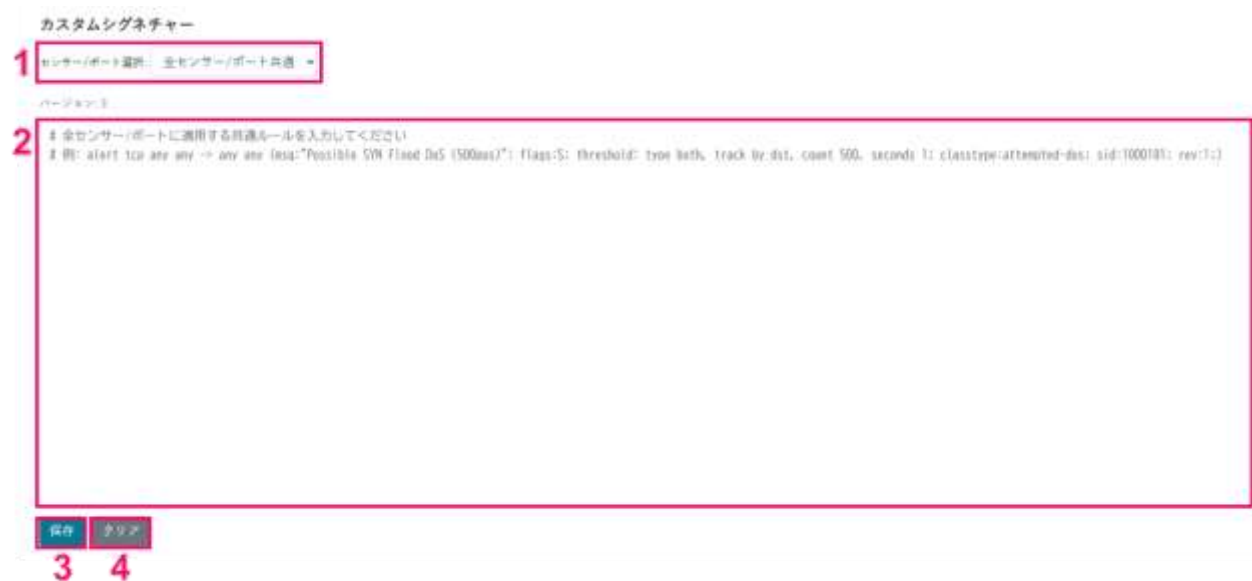 カスタムシグネチャー
1
センサー/ポート選択: 全センサー/ポート共通
バージョン: 3
2
# 全センサー/ポートに適用する共通ルールを入力してください
# 例: alert tcp any any -> any any (msg:"Possible SYN Flood DoS (500pps)"; flags:S; threshold: type both, track by_dst, count 500, seconds 1; classtype:attempted-dos; sid:1000101; rev:1;)
保存 クリア
3 4